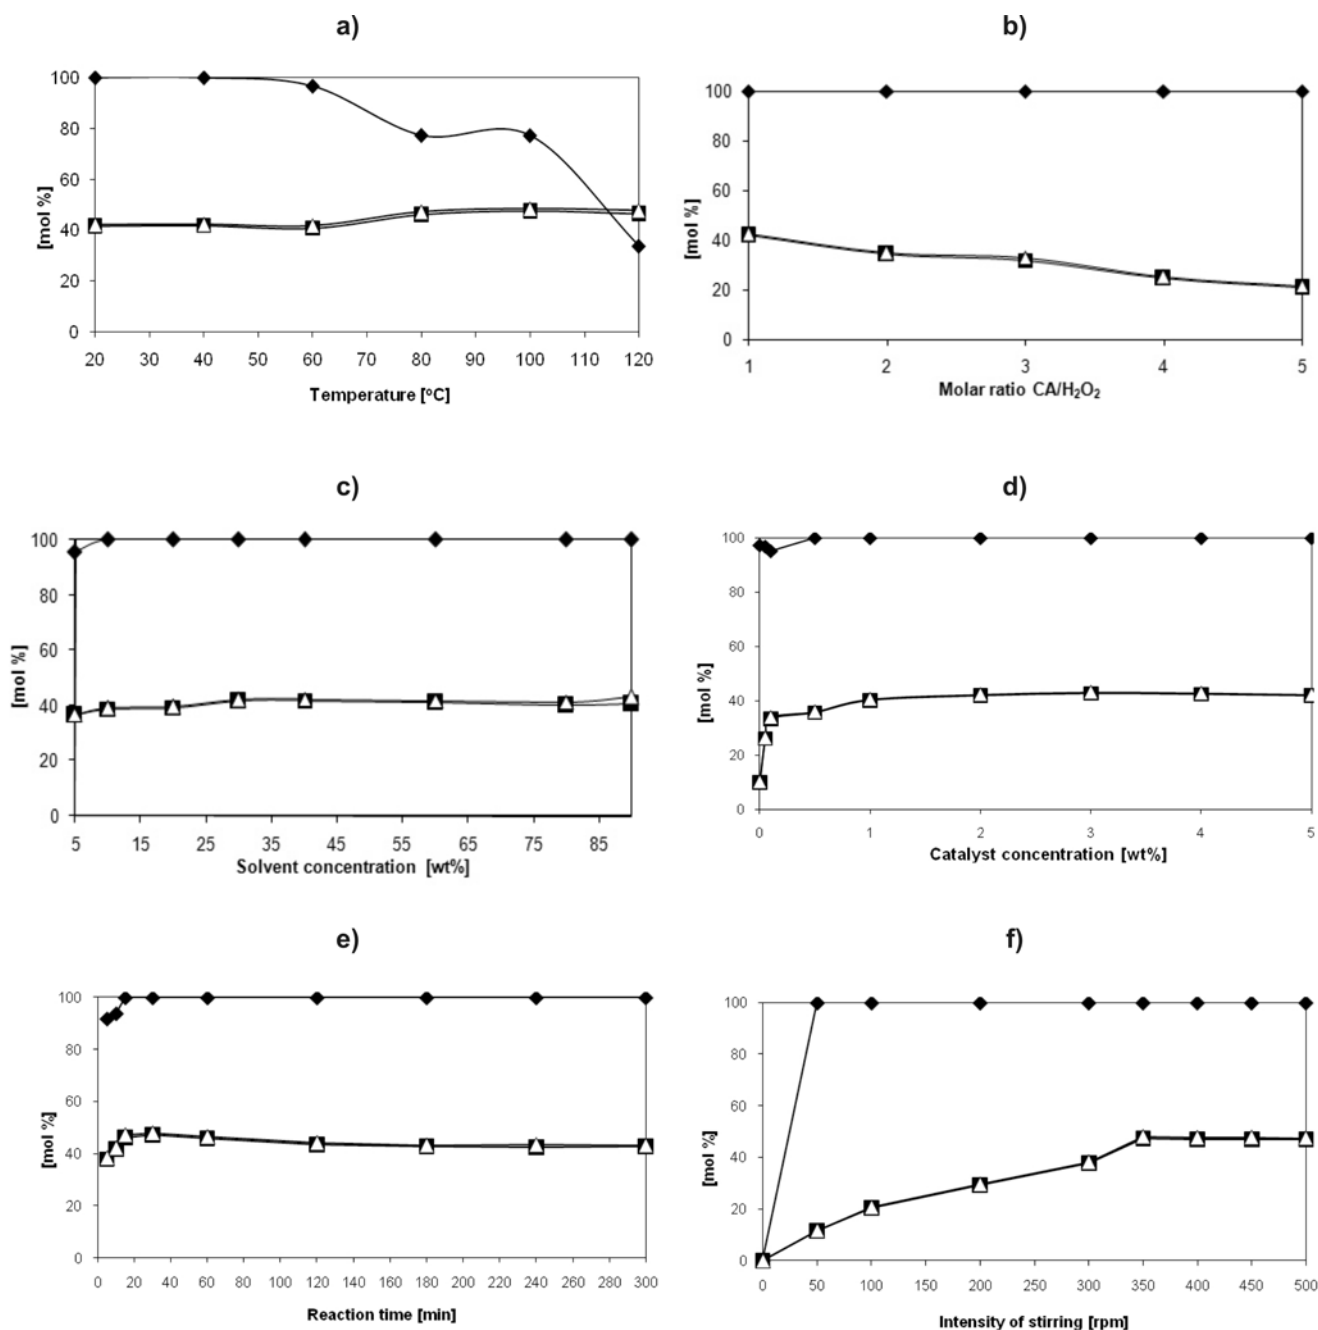 a)
100
80
60
40
20
0
[mol %]
20 30 40 50 60 70 80 90 100 110 120
Temperature [°C]
b)
100
80
60
40
20
0
[mol %]
1 2 3 4 5
Molar ratio CA/H₂O₂
c)
100
80
60
40
20
0
[mol %]
5 15 25 35 45 55 65 75 85
Solvent concentration [wt%]
d)
100
80
60
40
20
0
[mol %]
0 1 2 3 4 5
Catalyst concentration [wt%]
e)
100
80
60
40
20
0
[mol %]
0 20 40 60 80 100 120 140 160 180 200 220 240 260 280 300
Reaction time [min]
f)
100
80
60
40
20
0
[mol %]
0 50 100 150 200 250 300 350 400 450 500
Intensity of stirring [rpm]